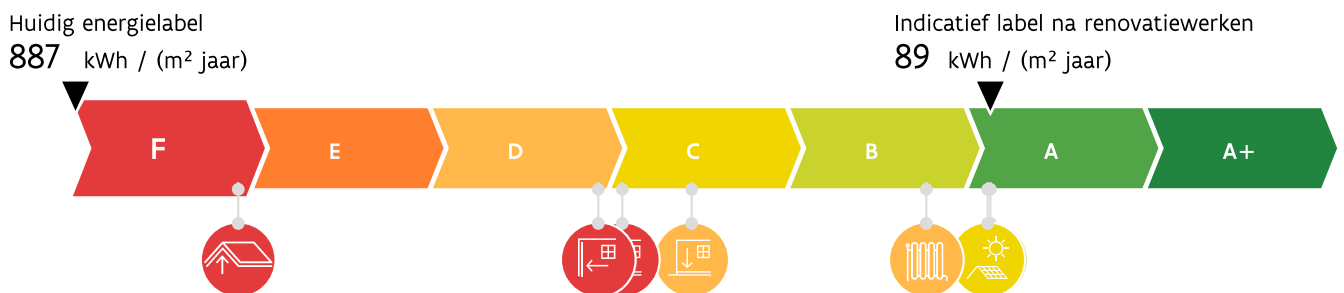 Huidig energielabel
887 kWh / (m² jaar)
Indicatief label na renovatiewerken
89 kWh / (m² jaar)
F E D C B A A+